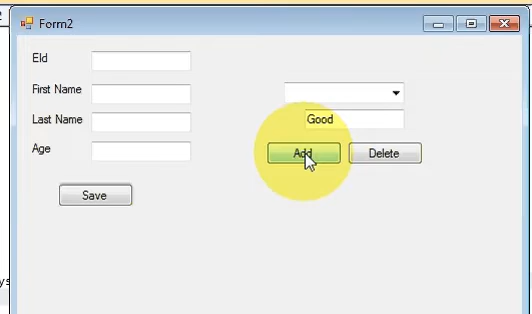 Form2
EId
First Name
Last Name
Good
Age
Add
Delete
Save